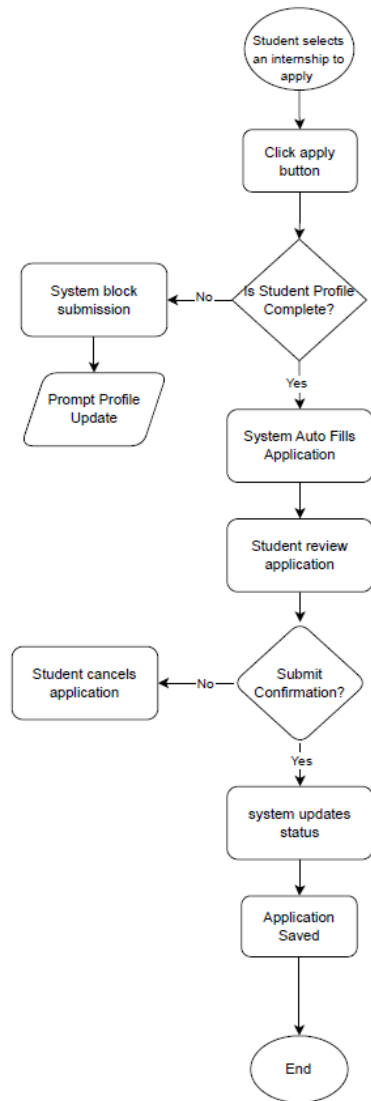 Student selects
an internship to
apply
Click apply
button
Is Student Profile
Complete?
No
System block
submission
Prompt Profile
Update
Yes
System Auto Fills
Application
Student review
application
Submit
Confirmation?
No
Student cancels
application
Yes
system updates
status
Application
Saved
End